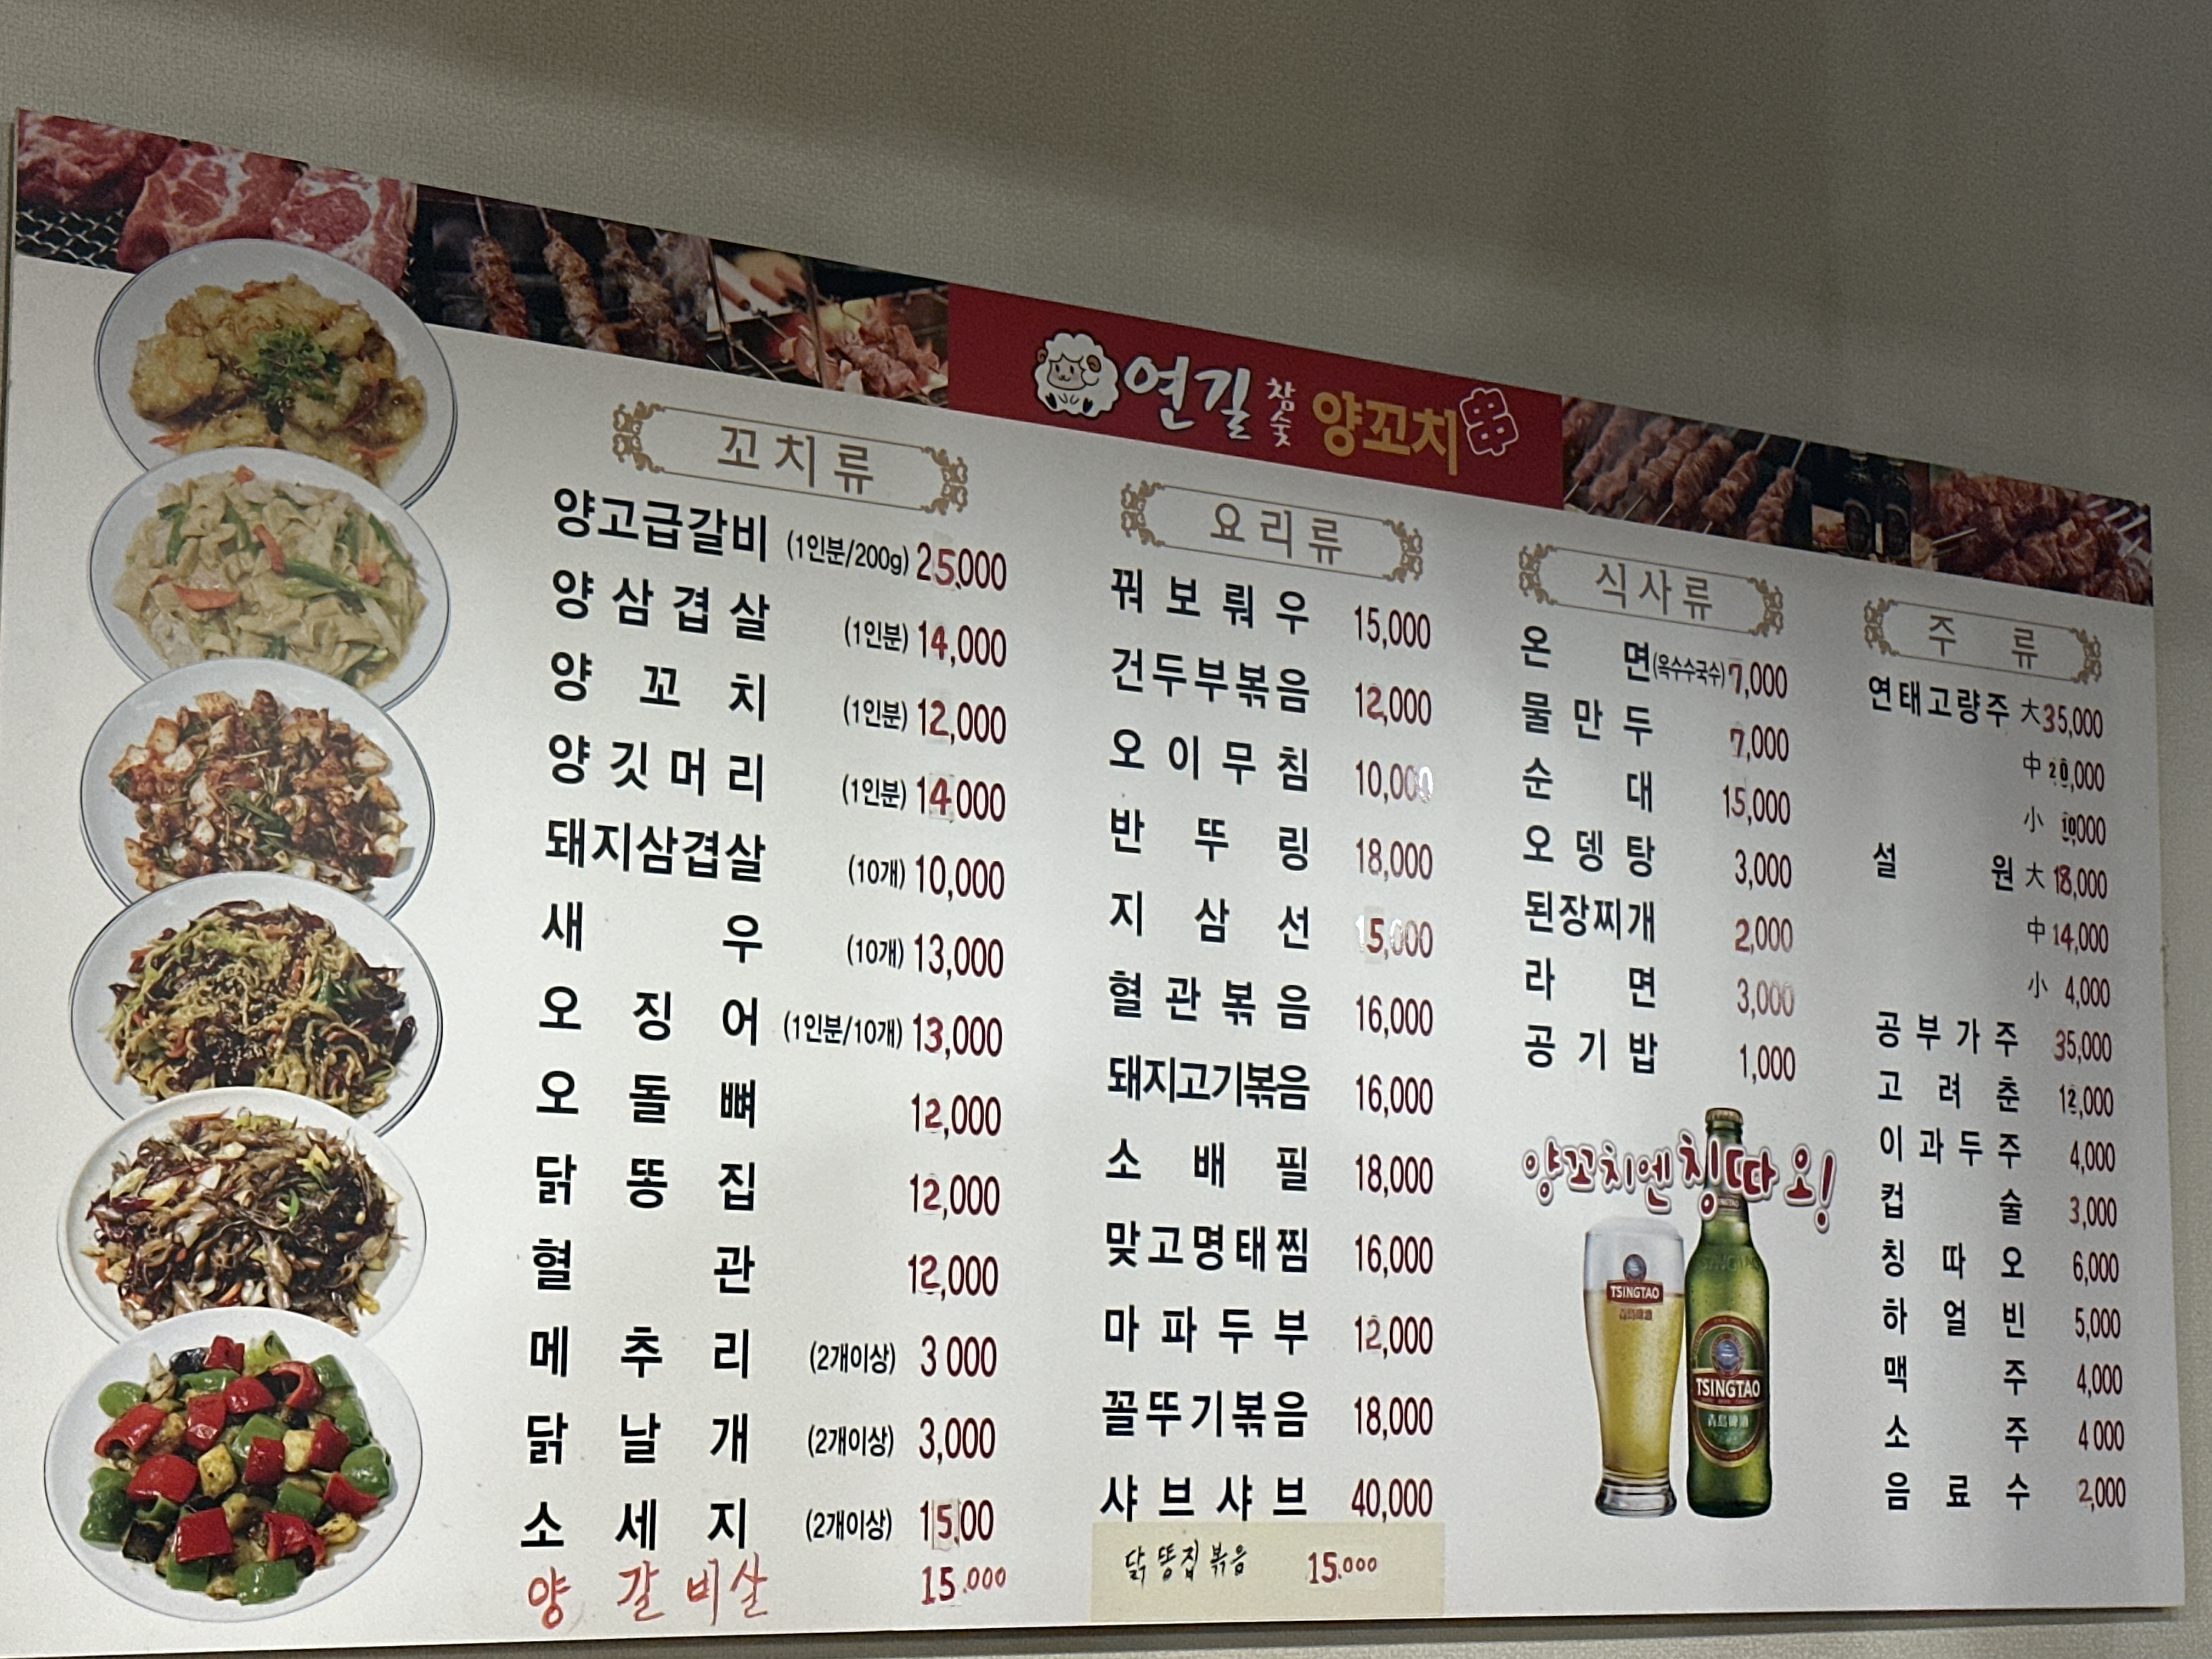 연길 참숯 양꼬치 串
꼬치류
양고급갈비 (1인분/200g) 25,000
양삼겹살 (1인분) 14,000
양꼬치 (1인분) 12,000
양깃머리 (1인분) 14000
돼지삼겹살 (10개) 10,000
새우 (10개) 13,000
오징어 (1인분/10개) 13,000
오돌뼈 12,000
닭똥집 12,000
혈관 12,000
메추리 (2개이상) 3 000
닭날개 (2개이상) 3,000
소세지 (2개이상) 15.00
양갈비살 15.000
요리류
꿔보뤄우 15,000
건두부볶음 12,000
오이무침 10,000
반뚜링 18,000
지삼선 15,000
혈관볶음 16,000
돼지고기볶음 16,000
소배필 18,000
맞고명태찜 16,000
마파두부 12,000
꼴뚜기볶음 18,000
샤브샤브 40,000
닭똥집볶음 15.000
식사류
온면(옥수수국수) 7,000
물만두 7,000
순대 15,000
오뎅탕 3,000
된장찌개 2,000
라면 3,000
공기밥 1,000
양꼬치엔 칭따오!
TSINGTAO
TSINGTAO
青島啤酒
주류
연태고량주 大 35,000
中 20,000
小 10,000
설원 大 18,000
中 14,000
小 4,000
공부가주 35,000
고려춘 12,000
이과두주 4,000
컵술 3,000
칭따오 6,000
하얼빈 5,000
맥주 4,000
소주 4 000
음료수 2,000